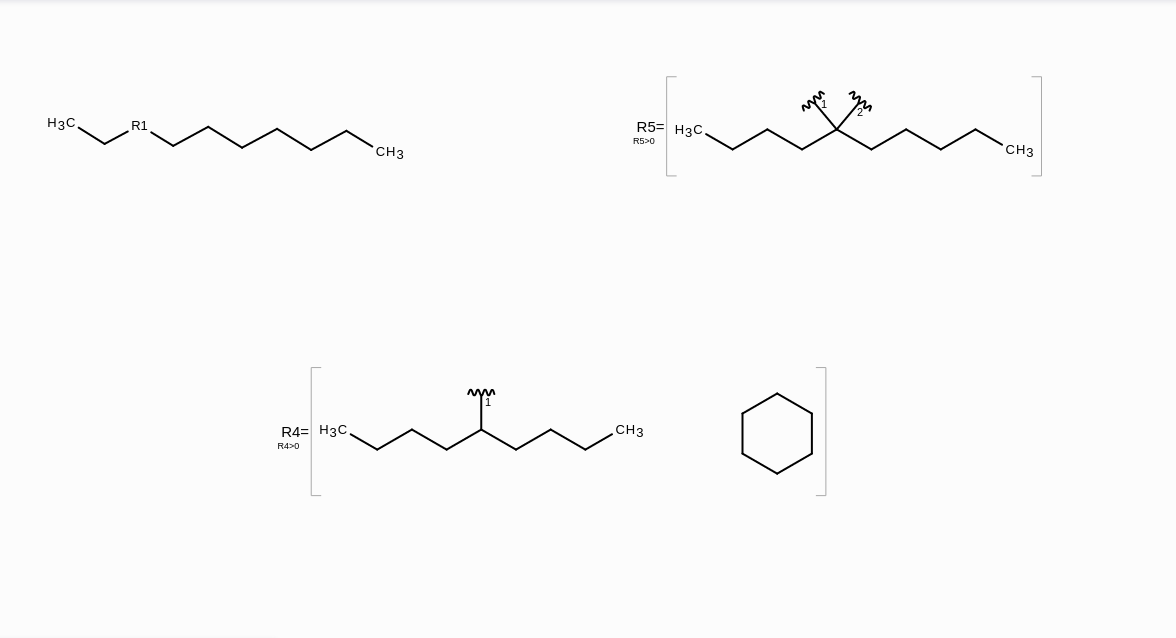 H3C R1 CH3
1 2
R5= H3C CH3
R5>0
1
R4= H3C CH3
R4>0